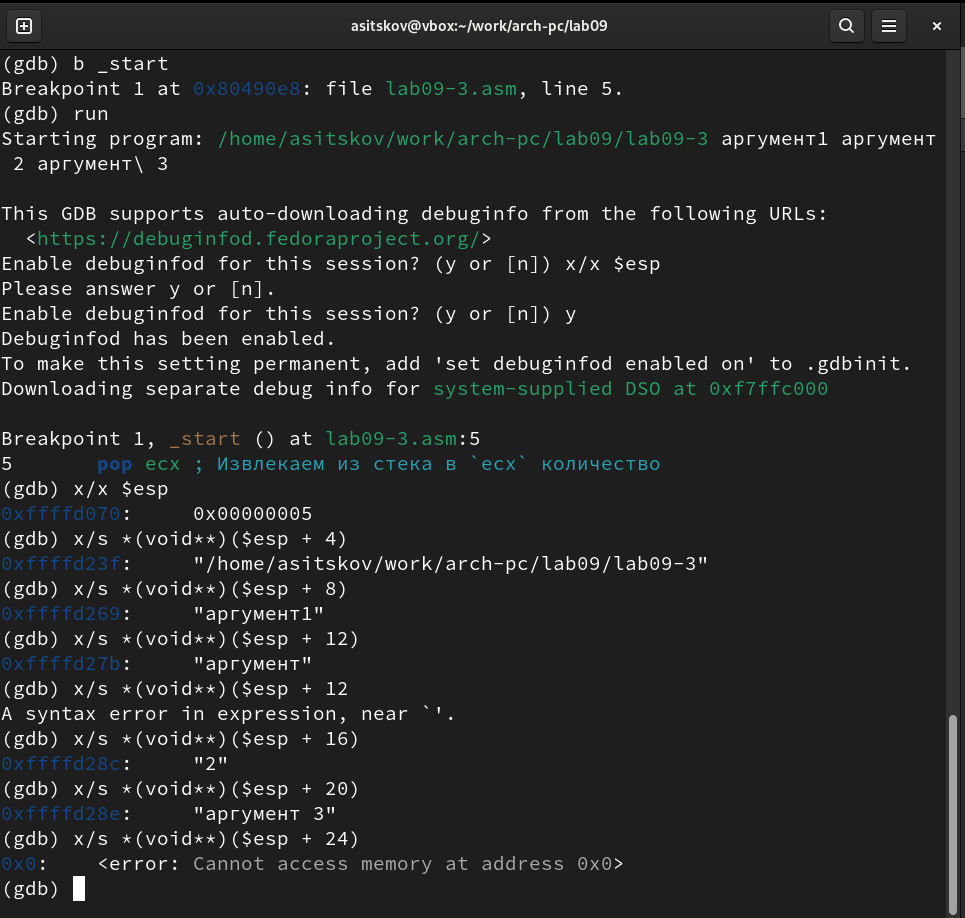 asitskov@vbox:~/work/arch-pc/lab09
(gdb) b _start
Breakpoint 1 at 0x80490e8: file lab09-3.asm, line 5.
(gdb) run
Starting program: /home/asitskov/work/arch-pc/lab09/lab09-3 аргумент1 аргумент
 2 аргумент\ 3
This GDB supports auto-downloading debuginfo from the following URLs:
  <https://debuginfod.fedoraproject.org/>
Enable debuginfod for this session? (y or [n]) x/x $esp
Please answer y or [n].
Enable debuginfod for this session? (y or [n]) y
Debuginfod has been enabled.
To make this setting permanent, add 'set debuginfod enabled on' to .gdbinit.
Downloading separate debug info for system-supplied DSO at 0xf7ffc000
Breakpoint 1, _start () at lab09-3.asm:5
5       pop ecx ; Извлекаем из стека в `ecx` количество
(gdb) x/x $esp
0xffffd070:     0x00000005
(gdb) x/s *(void**)($esp + 4)
0xffffd23f:     "/home/asitskov/work/arch-pc/lab09/lab09-3"
(gdb) x/s *(void**)($esp + 8)
0xffffd269:     "аргумент1"
(gdb) x/s *(void**)($esp + 12)
0xffffd27b:     "аргумент"
(gdb) x/s *(void**)($esp + 12
A syntax error in expression, near `'.
(gdb) x/s *(void**)($esp + 16)
0xffffd28c:     "2"
(gdb) x/s *(void**)($esp + 20)
0xffffd28e:     "аргумент 3"
(gdb) x/s *(void**)($esp + 24)
0x0:    <error: Cannot access memory at address 0x0>
(gdb)